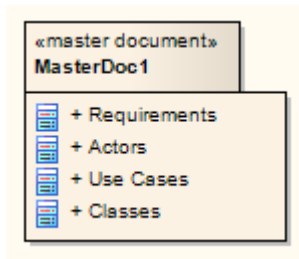 «master document»
MasterDoc1
+ Requirements
+ Actors
+ Use Cases
+ Classes